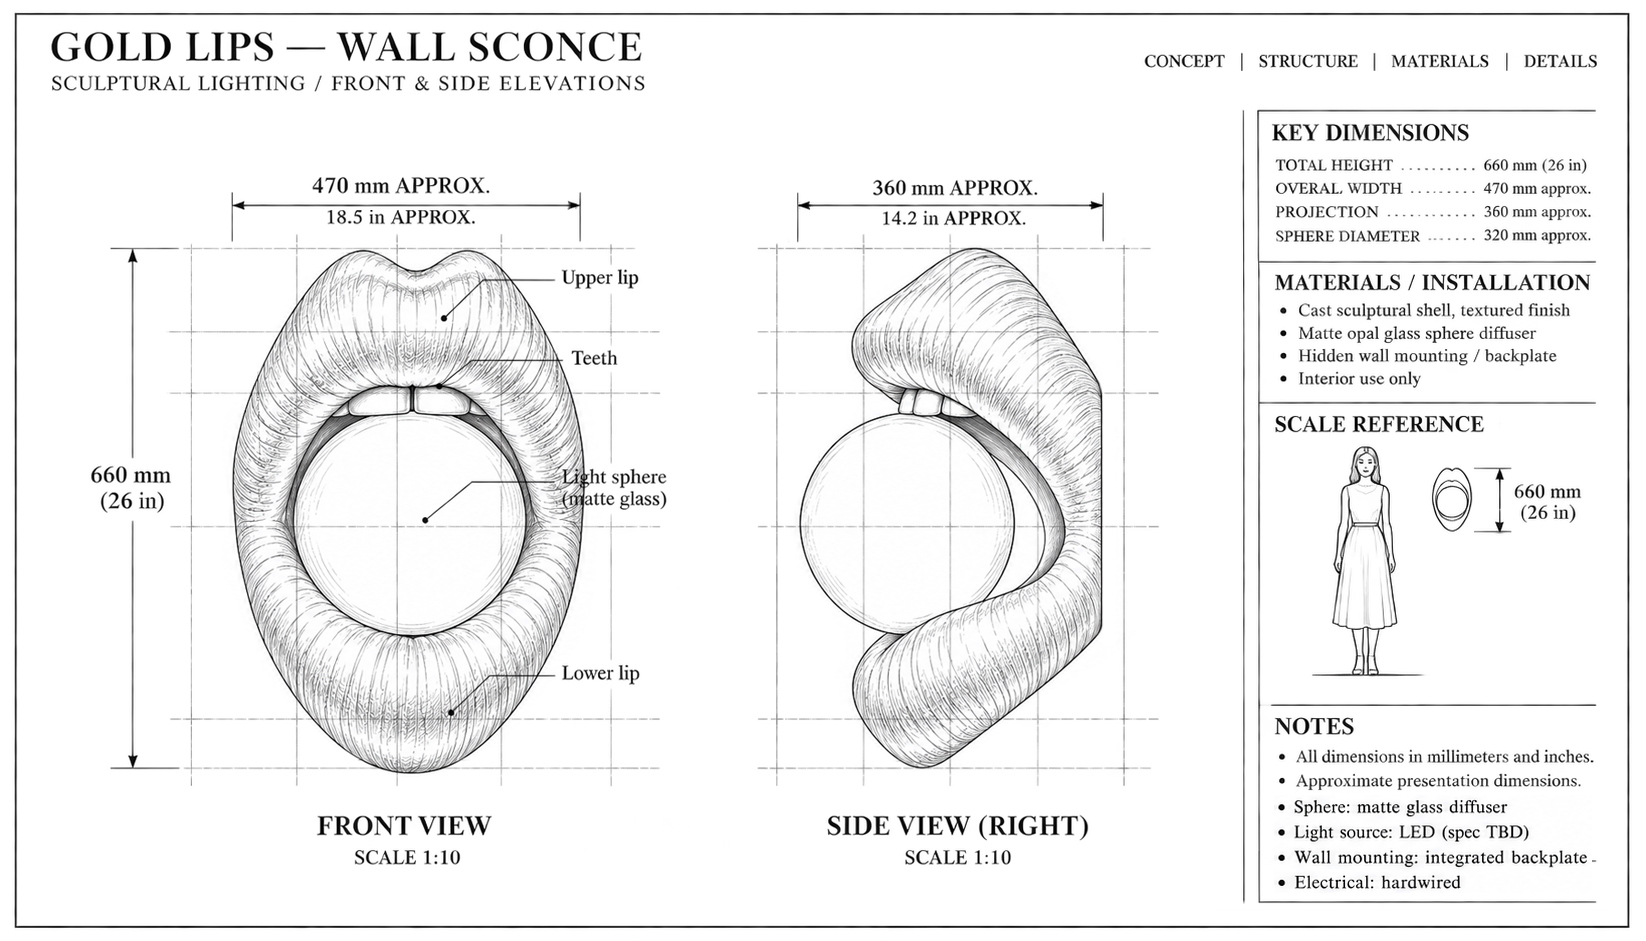 GOLD LIPS — WALL SCONCE
SCULPTURAL LIGHTING / FRONT & SIDE ELEVATIONS
CONCEPT | STRUCTURE | MATERIALS | DETAILS
470 mm APPROX.
18.5 in APPROX.
660 mm
(26 in)
Upper lip
Teeth
Light sphere
(matte glass)
Lower lip
FRONT VIEW
SCALE 1:10
360 mm APPROX.
14.2 in APPROX.
SIDE VIEW (RIGHT)
SCALE 1:10
KEY DIMENSIONS
TOTAL HEIGHT .......... 660 mm (26 in)
OVERAL WIDTH ......... 470 mm approx.
PROJECTION ............ 360 mm approx.
SPHERE DIAMETER ....... 320 mm approx.
MATERIALS / INSTALLATION
• Cast sculptural shell, textured finish
• Matte opal glass sphere diffuser
• Hidden wall mounting / backplate
• Interior use only
SCALE REFERENCE
660 mm
(26 in)
NOTES
• All dimensions in millimeters and inches.
• Approximate presentation dimensions.
• Sphere: matte glass diffuser
• Light source: LED (spec TBD)
• Wall mounting: integrated backplate -
• Electrical: hardwired